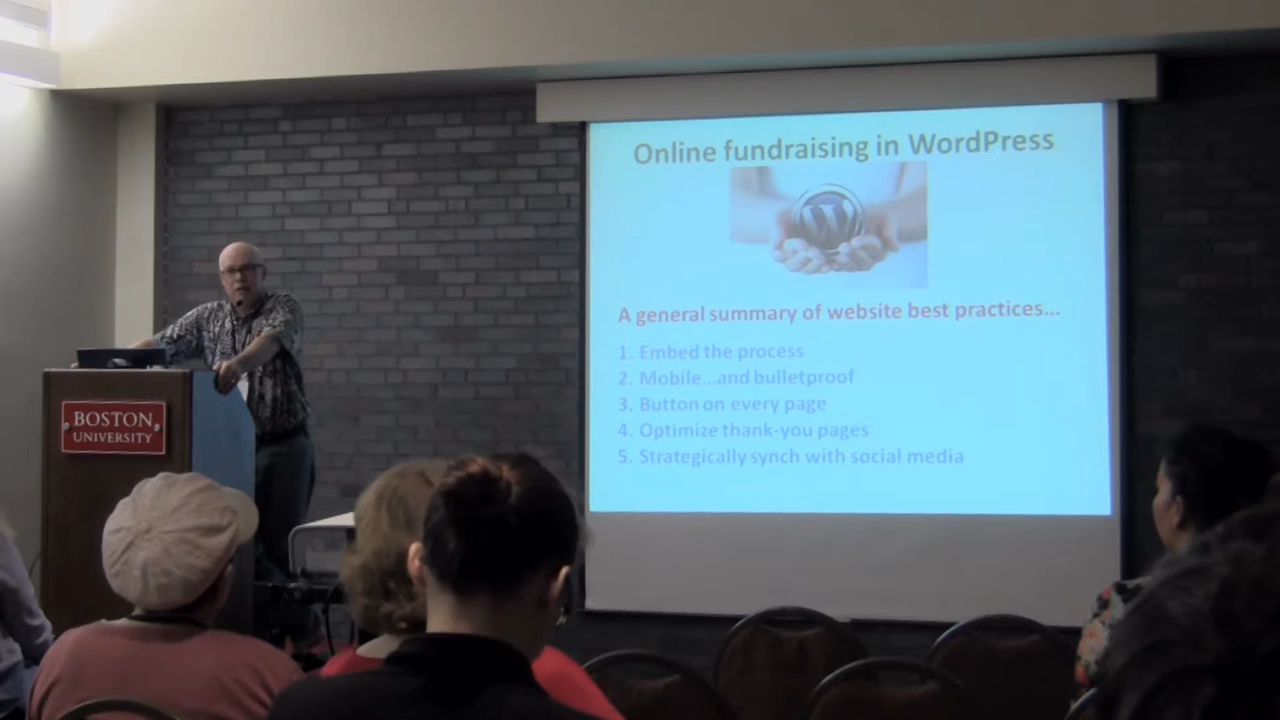 Online fundraising in WordPress
W
A general summary of website best practices...
1. Embed the process
2. Mobile...and bulletproof
3. Button on every page
4. Optimize thank-you pages
5. Strategically synch with social media
BOSTON
UNIVERSITY